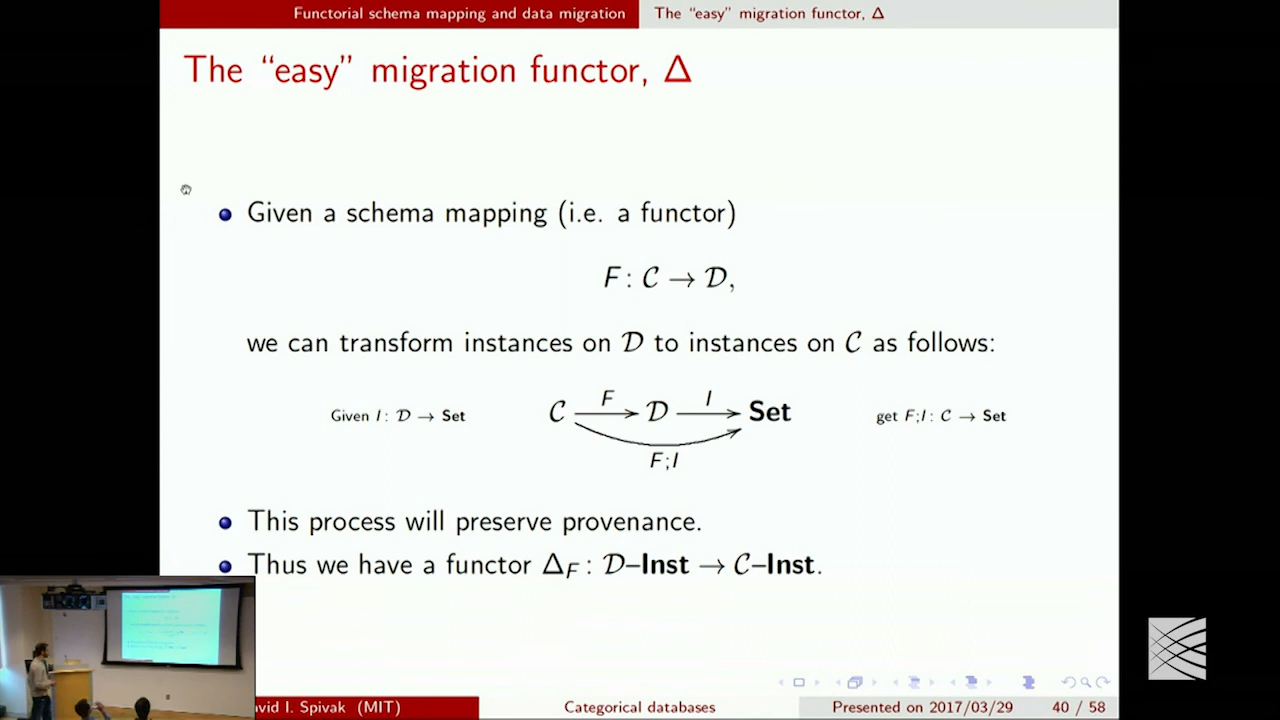 Functorial schema mapping and data migration The “easy” migration functor, Δ
The “easy” migration functor, Δ
Given a schema mapping (i.e. a functor)
F : 𝒞 → 𝒟,
we can transform instances on 𝒟 to instances on 𝒞 as follows:
F I
Given I : 𝒟 → Set 𝒞 𝒟 Set get F;I : 𝒞 → Set
F;I
This process will preserve provenance.
Thus we have a functor Δ_F : 𝒟–Inst → 𝒞–Inst.
vid I. Spivak (MIT) Categorical databases Presented on 2017/03/29 40 / 58